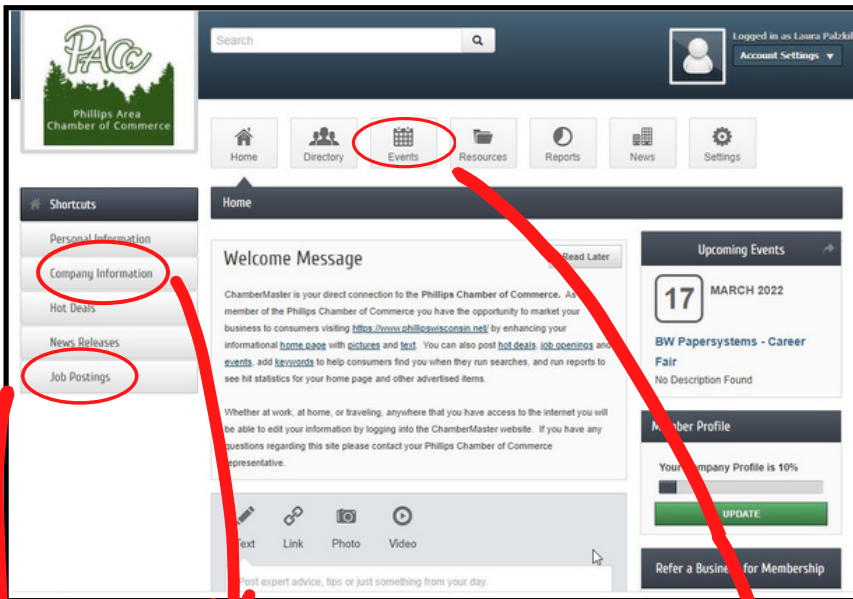 PACC
Phillips Area
Chamber of Commerce
Search
Logged in as Laura Palzkil
Account Settings
Home
Directory
Events
Resources
Reports
News
Settings
Shortcuts
Personal Information
Company Information
Hot Deals
News Releases
Job Postings
Home
Welcome Message
Read Later
ChamberMaster is your direct connection to the Phillips Chamber of Commerce. As
member of the Phillips Chamber of Commerce you have the opportunity to market your
business to consumers visiting https://www.phillipswisconsin.net/ by enhancing your
informational home page with pictures and text. You can also post hot deals, job openings and
events, add keywords to help consumers find you when they run searches, and run reports to
see hit statistics for your home page and other advertised items.
Whether at work, at home, or traveling, anywhere that you have access to the internet you will
be able to edit your information by logging into the ChamberMaster website. If you have any
questions regarding this site please contact your Phillips Chamber of Commerce
representative.
Text
Link
Photo
Video
Post expert advice, tips or just something from your day.
Upcoming Events
17
MARCH 2022
BW Papersystems - Career
Fair
No Description Found
Member Profile
Your Company Profile is 10%
UPDATE
Refer a Business for Membership